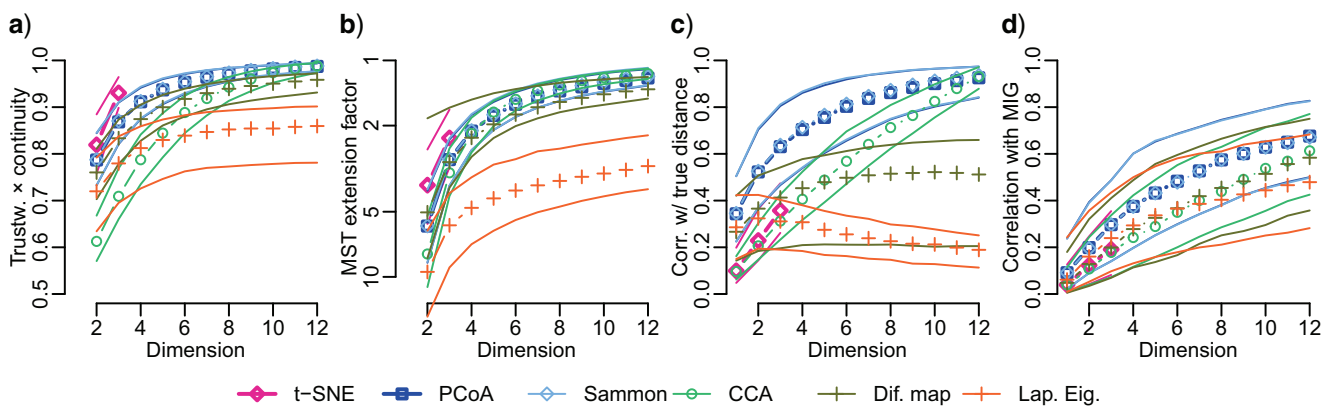 a)
Trustw. × continuity
0.5 0.6 0.7 0.8 0.9 1.0
2 4 6 8 10 12
Dimension
b)
MST extension factor
10 5 2 1
2 4 6 8 10 12
Dimension
c)
Corr. w/ true distance
0.0 0.2 0.4 0.6 0.8 1.0
2 4 6 8 10 12
Dimension
d)
Correlation with MIG
0.0 0.2 0.4 0.6 0.8 1.0
2 4 6 8 10 12
Dimension
t−SNE PCoA Sammon CCA Dif. map Lap. Eig.